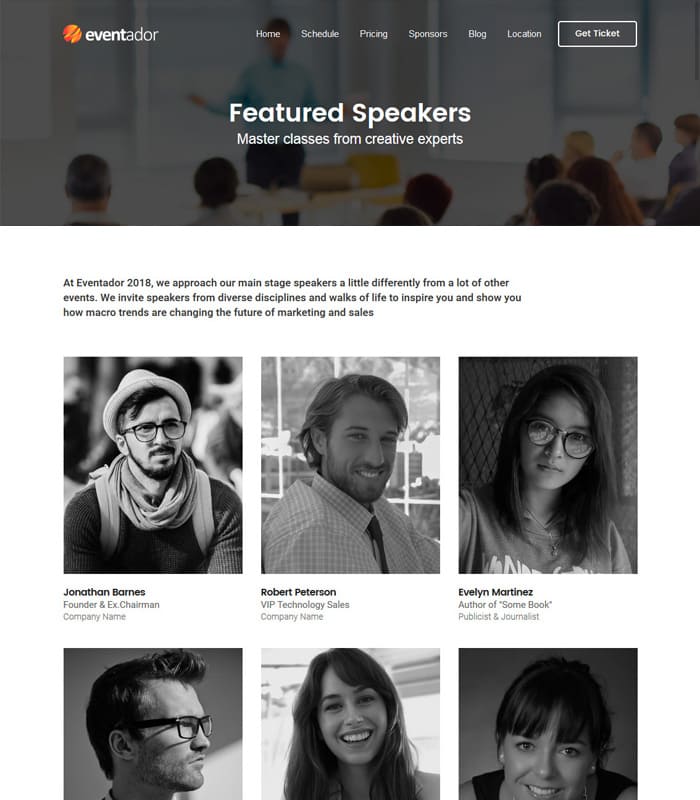 eventador
Home Schedule Pricing Sponsors Blog Location Get Ticket
Featured Speakers
Master classes from creative experts
At Eventador 2018, we approach our main stage speakers a little differently from a lot of other
events. We invite speakers from diverse disciplines and walks of life to inspire you and show you
how macro trends are changing the future of marketing and sales
Jonathan Barnes
Founder & Ex.Chairman
Company Name
Robert Peterson
VIP Technology Sales
Company Name
Evelyn Martinez
Author of "Some Book"
Publicist & Journalist